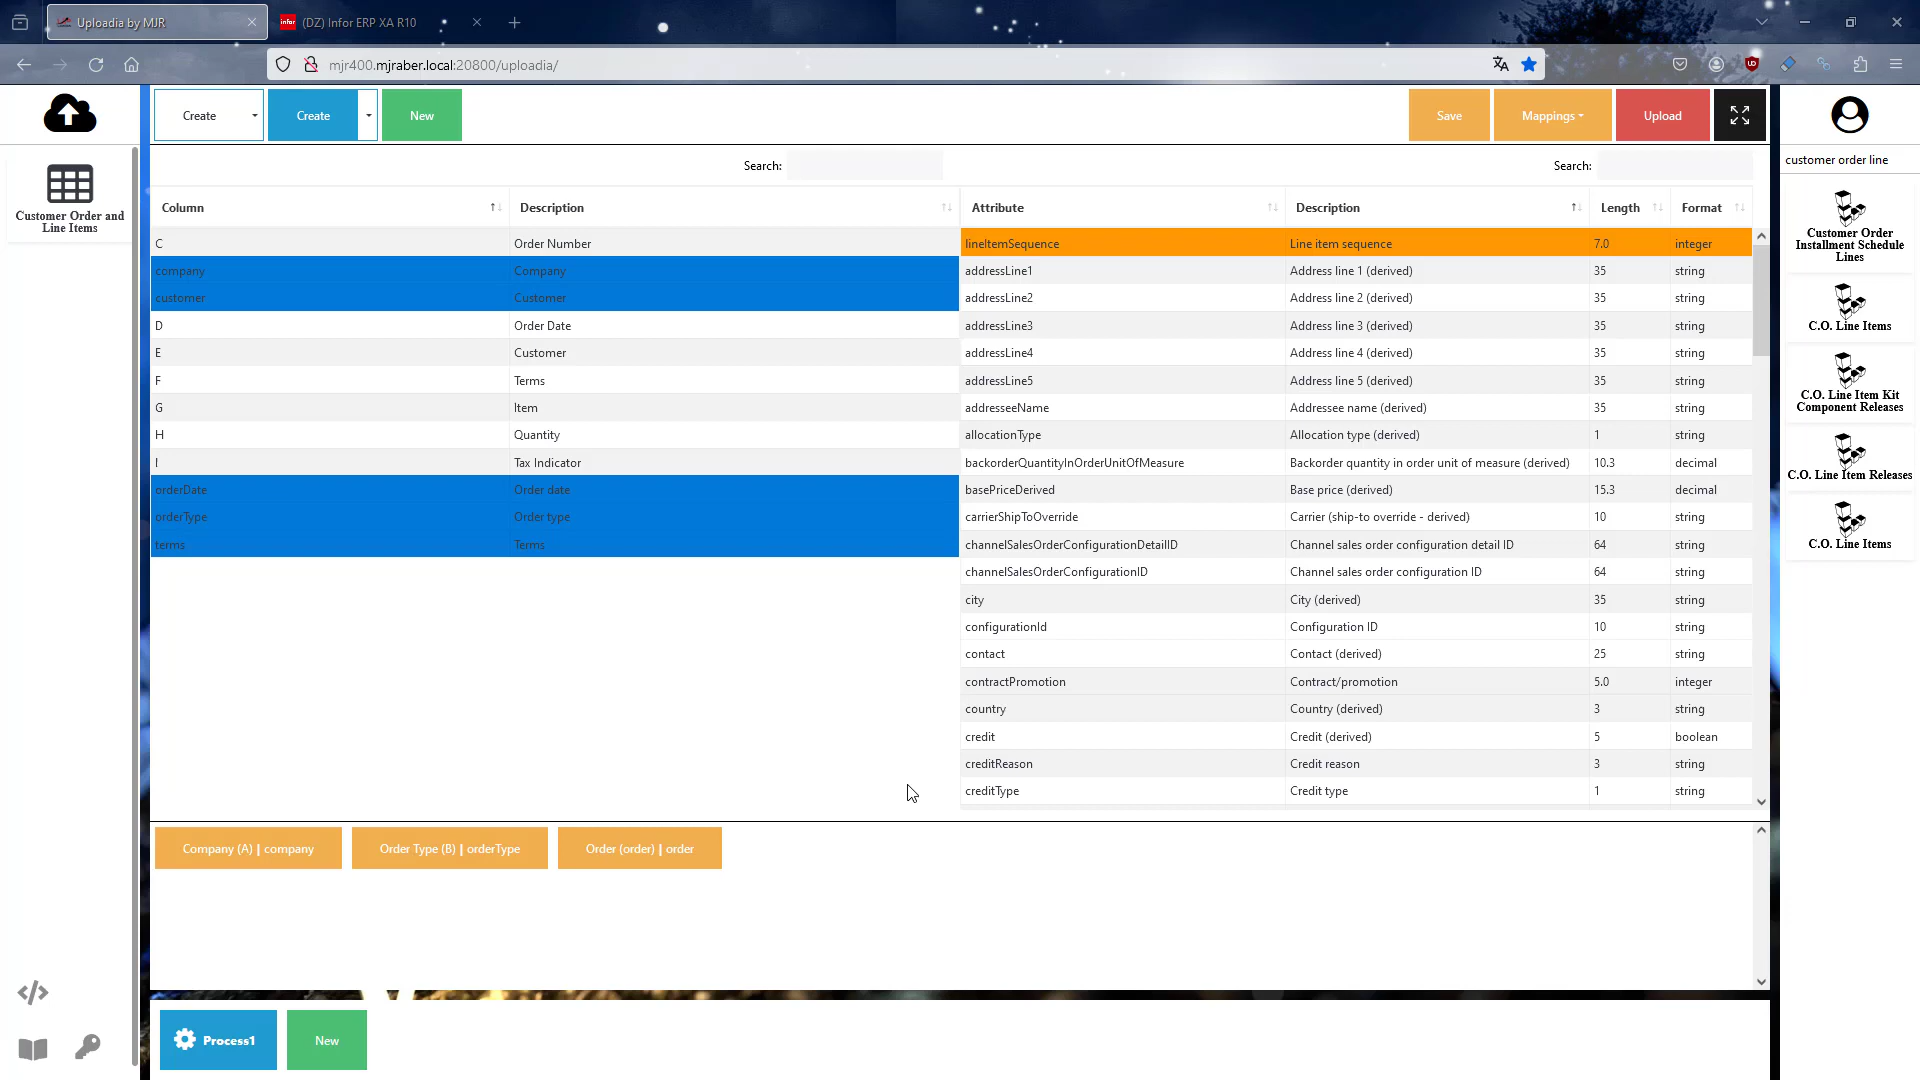 Uploadia by MJR
infor (DZ) Infor ERP XA R10
mjr400.mjraber.local:20800/uploadia/
Create
Create
New
Save
Mappings
Upload
customer order line
Search:
Search:
Customer Order and
Line Items
Column Description
C Order Number
company Company
customer Customer
D Order Date
E Customer
F Terms
G Item
H Quantity
I Tax Indicator
orderDate Order date
orderType Order type
terms Terms
Attribute Description Length Format
lineItemSequence Line item sequence 7.0 integer
addressLine1 Address line 1 (derived) 35 string
addressLine2 Address line 2 (derived) 35 string
addressLine3 Address line 3 (derived) 35 string
addressLine4 Address line 4 (derived) 35 string
addressLine5 Address line 5 (derived) 35 string
addresseeName Addressee name (derived) 35 string
allocationType Allocation type (derived) 1 string
backorderQuantityInOrderUnitOfMeasure Backorder quantity in order unit of measure (derived) 10.3 decimal
basePriceDerived Base price (derived) 15.3 decimal
carrierShipToOverride Carrier (ship-to override - derived) 10 string
channelSalesOrderConfigurationDetailID Channel sales order configuration detail ID 64 string
channelSalesOrderConfigurationID Channel sales order configuration ID 64 string
city City (derived) 35 string
configurationId Configuration ID 10 string
contact Contact (derived) 25 string
contractPromotion Contract/promotion 5.0 integer
country Country (derived) 3 string
credit Credit (derived) 5 boolean
creditReason Credit reason 3 string
creditType Credit type 1 string
Customer Order
Installment Schedule
Lines
C.O. Line Items
C.O. Line Item Kit
Component Releases
C.O. Line Item Releases
C.O. Line Items
Company (A) | company
Order Type (B) | orderType
Order (order) | order
Process1
New